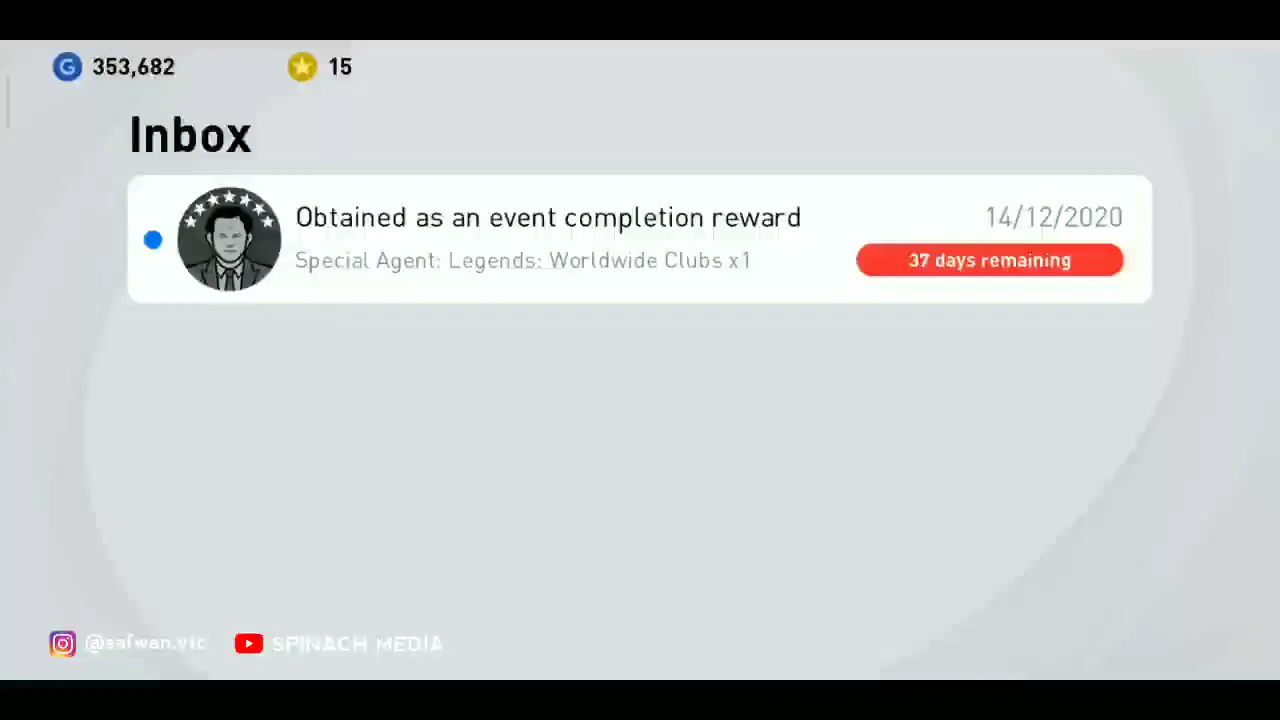 353,682 15
Inbox
Obtained as an event completion reward 14/12/2020
Special Agent: Legends: Worldwide Clubs x1 37 days remaining
SPINACH MEDIA